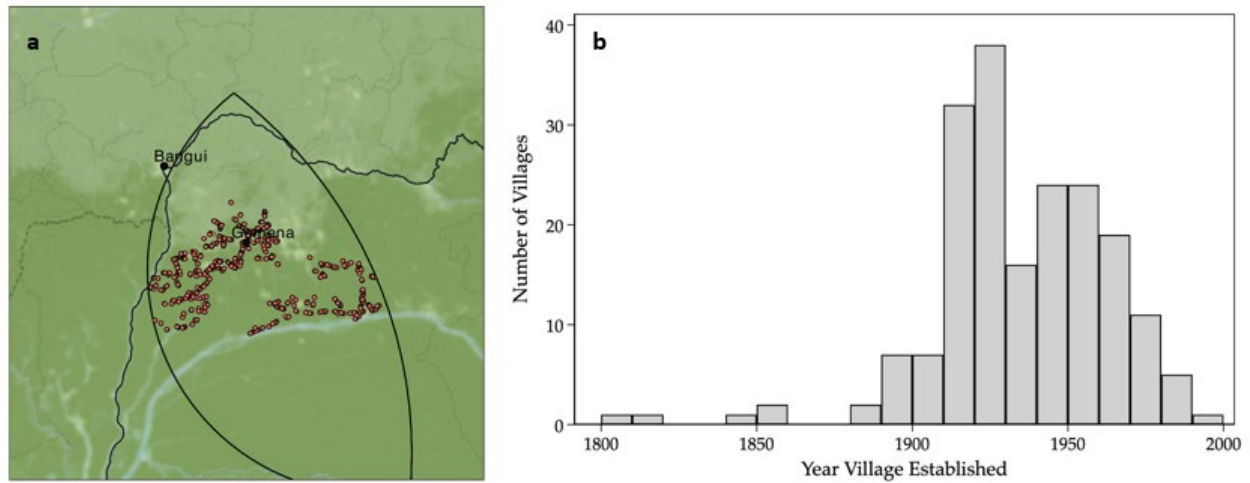 a
Bangui
Gemena
b
40
30
20
10
0
Number of Villages
1800
1850
1900
1950
2000
Year Village Established